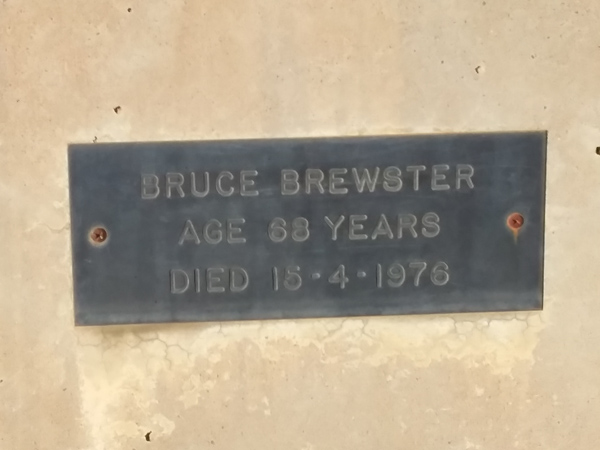 BRUCE BREWSTER
AGE 68 YEARS
DIED 15·4·1976